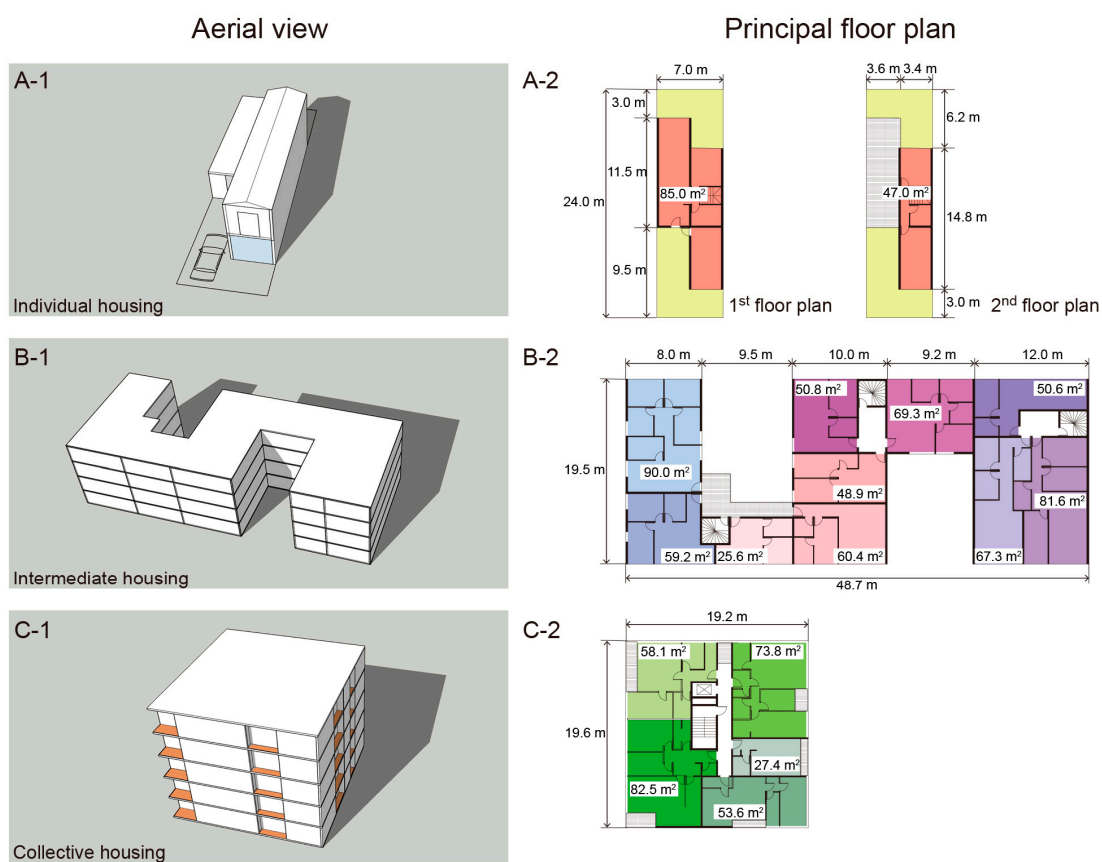 Aerial view
Principal floor plan
A-1
Individual housing
A-2
7.0 m
3.0 m
11.5 m
24.0 m
9.5 m
85.0 m²
1st floor plan
3.6 m 3.4 m
6.2 m
47.0 m²
14.8 m
3.0 m
2nd floor plan
B-1
Intermediate housing
B-2
8.0 m 9.5 m 10.0 m 9.2 m 12.0 m
19.5 m
50.8 m²
69.3 m²
50.6 m²
90.0 m²
48.9 m²
81.6 m²
59.2 m²
25.6 m²
60.4 m²
67.3 m²
48.7 m
C-1
Collective housing
C-2
19.2 m
19.6 m
58.1 m²
73.8 m²
27.4 m²
82.5 m²
53.6 m²